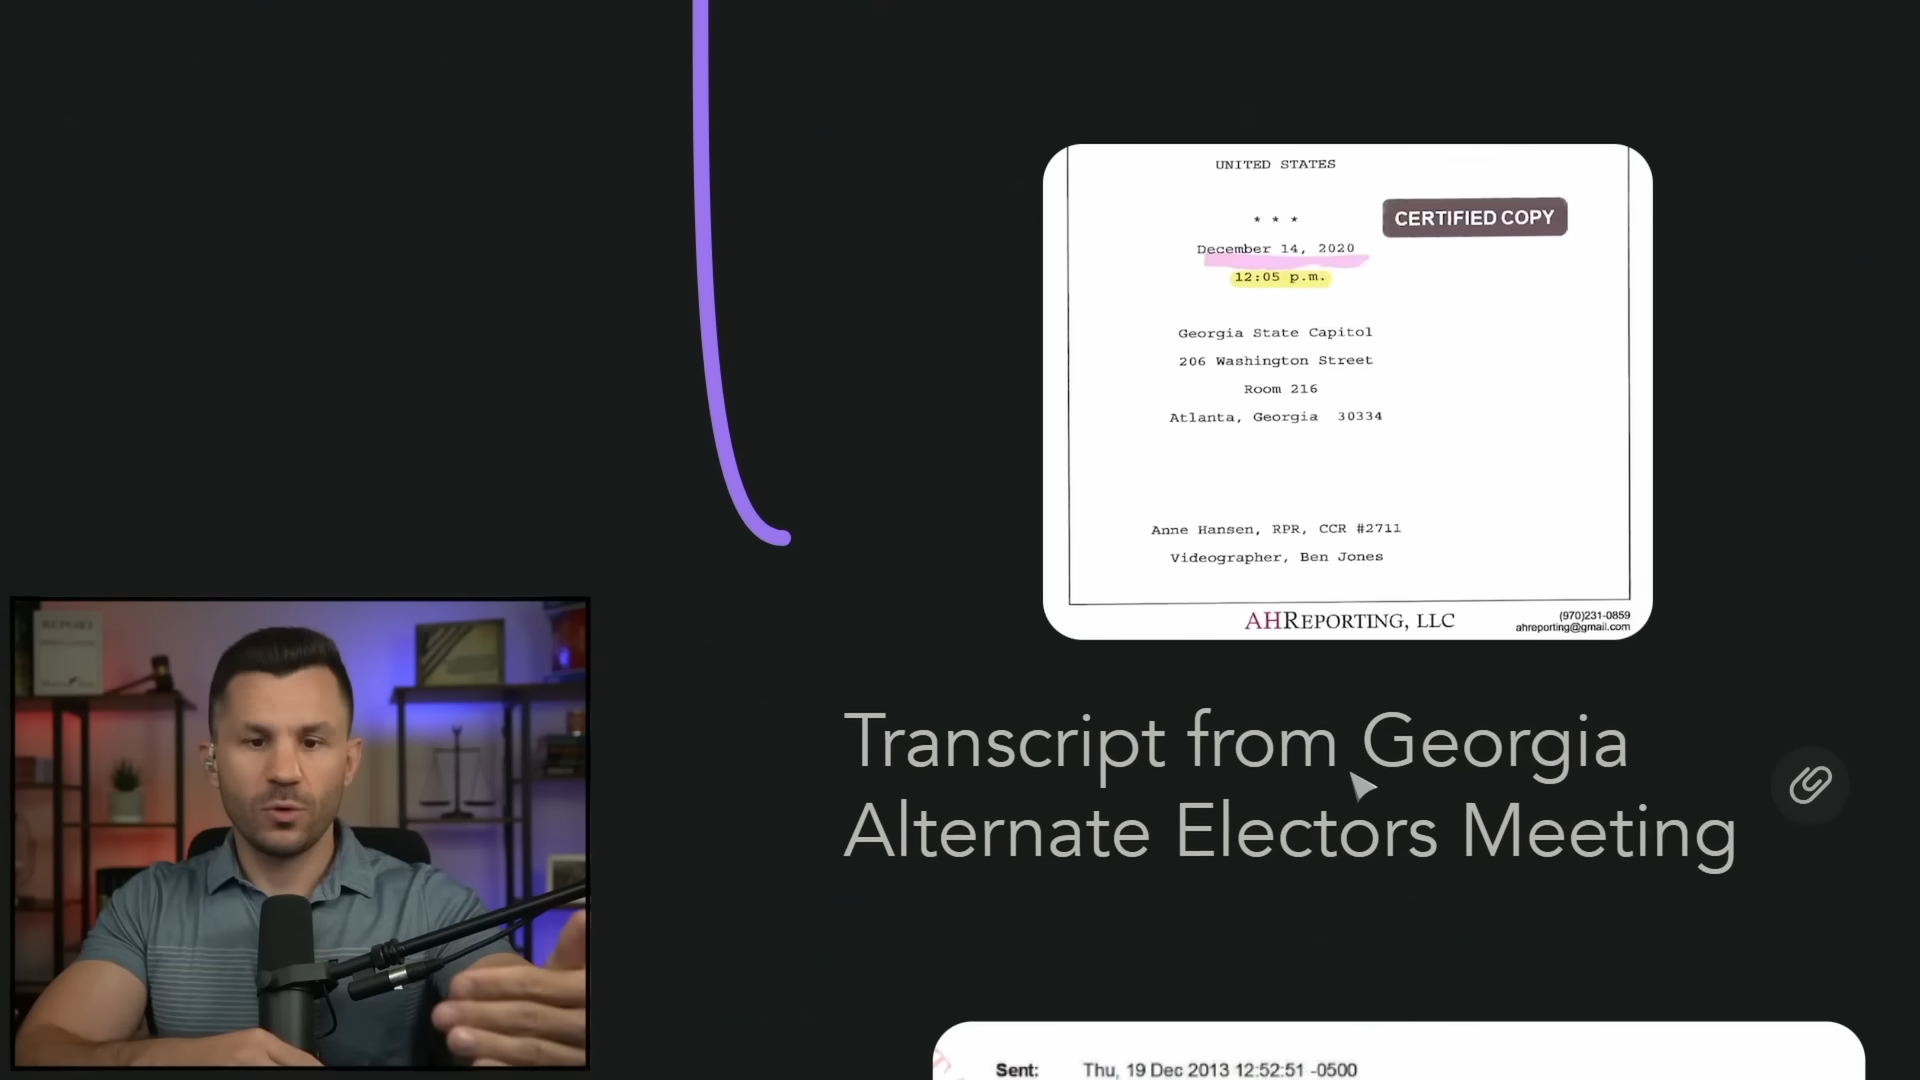 UNITED STATES
* * *
CERTIFIED COPY
December 14, 2020
12:05 p.m.
Georgia State Capitol
206 Washington Street
Room 216
Atlanta, Georgia 30334
Anne Hansen, RPR, CCR #2711
Videographer, Ben Jones
AHREPORTING, LLC
(970)231-0859
ahreporting@gmail.com
REPORT
Transcript from Georgia
Alternate Electors Meeting
Sent: Thu, 19 Dec 2013 12:52:51 -0500